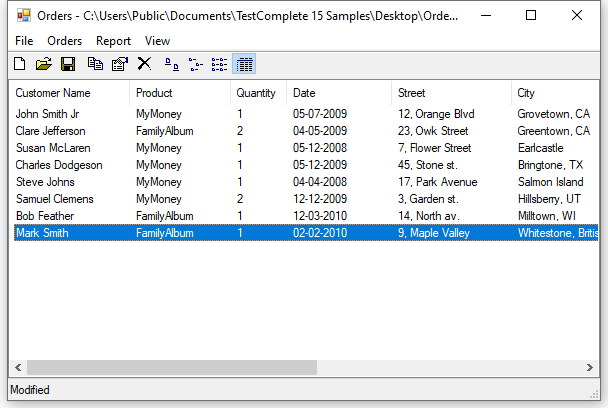 Orders - C:\Users\Public\Documents\TestComplete 15 Samples\Desktop\Orde...
File Orders Report View
Customer Name Product Quantity Date Street City
John Smith Jr MyMoney 1 05-07-2009 12, Orange Blvd Grovetown, CA
Clare Jefferson FamilyAlbum 2 04-05-2009 23, Owk Street Greentown, CA
Susan McLaren MyMoney 1 05-12-2008 7, Flower Street Earlcastle
Charles Dodgeson MyMoney 1 05-12-2009 45, Stone st. Bringtone, TX
Steve Johns MyMoney 1 04-04-2008 17, Park Avenue Salmon Island
Samuel Clemens MyMoney 2 12-12-2009 3, Garden st. Hillsberry, UT
Bob Feather FamilyAlbum 1 12-03-2010 14, North av. Milltown, WI
Mark Smith FamilyAlbum 1 02-02-2010 9, Maple Valley Whitestone, Britis
Modified